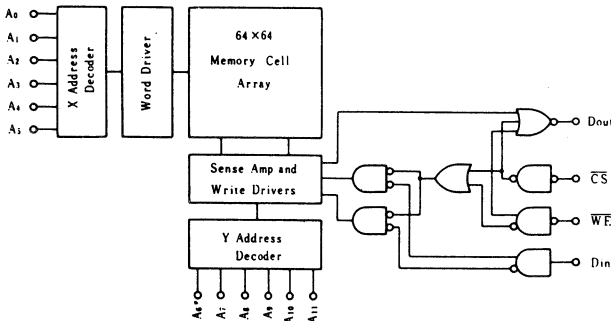 A₀
A₁
A₂
A₃
A₄
A₅
X Address
Decoder
Word Driver
64×64
Memory Cell
Array
Sense Amp and
Write Drivers
Y Address
Decoder
A₆ A₇ A₈ A₉ A₁₀ A₁₁
Dout
CS
WE
Din